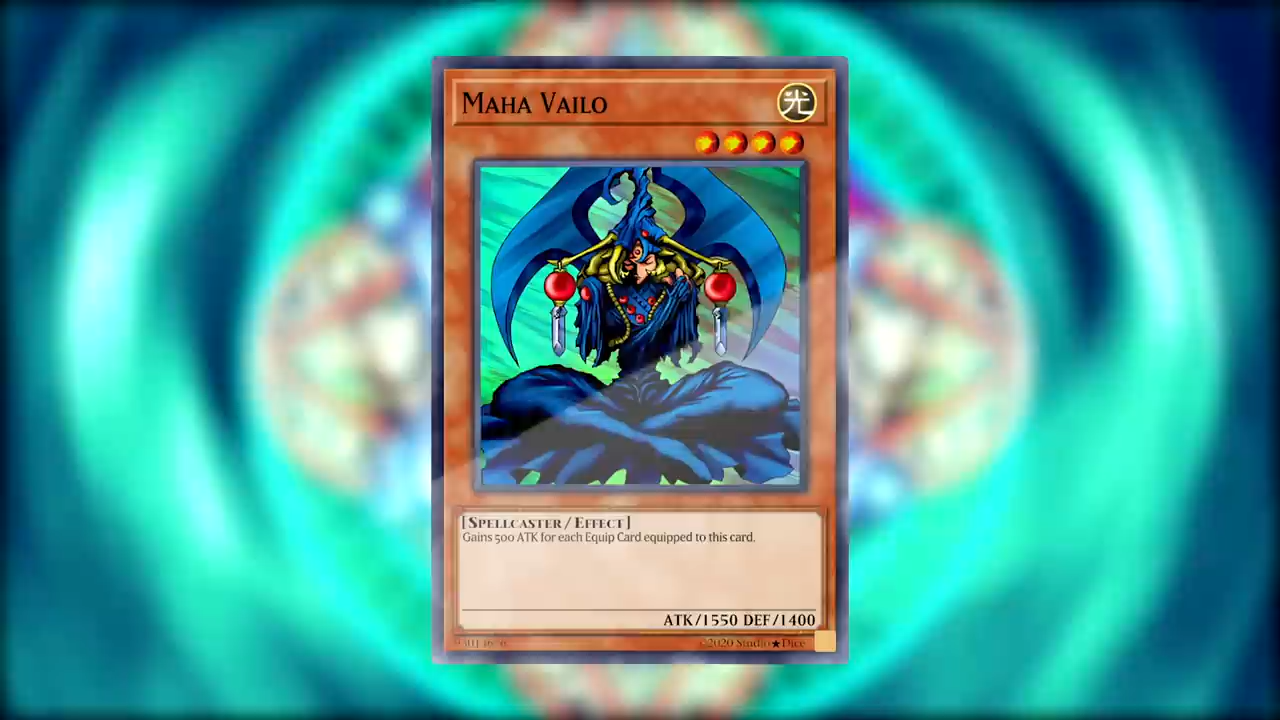 Maha Vailo
光
[Spellcaster / Effect]
Gains 500 ATK for each Equip Card equipped to this card.
ATK/1550 DEF/1400
©2020 Studio★Dice